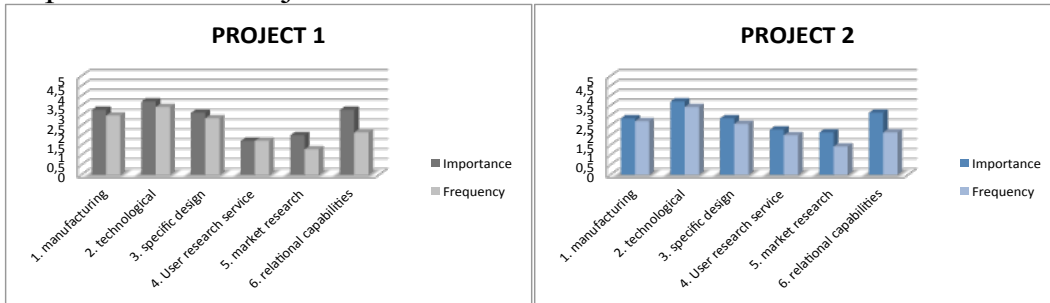 PROJECT 1
5
4,5
4
3,5
3
2,5
2
1,5
1
0,5
0
1. manufacturing
2. technological
3. specific design
4. User research service
5. market research
6. relational capabilities
Importance
Frequency
PROJECT 2
5
4,5
4
3,5
3
2,5
2
1,5
1
0,5
0
1. manufacturing
2. technological
3. specific design
4. User research service
5. market research
6. relational capabilities
Importance
Frequency